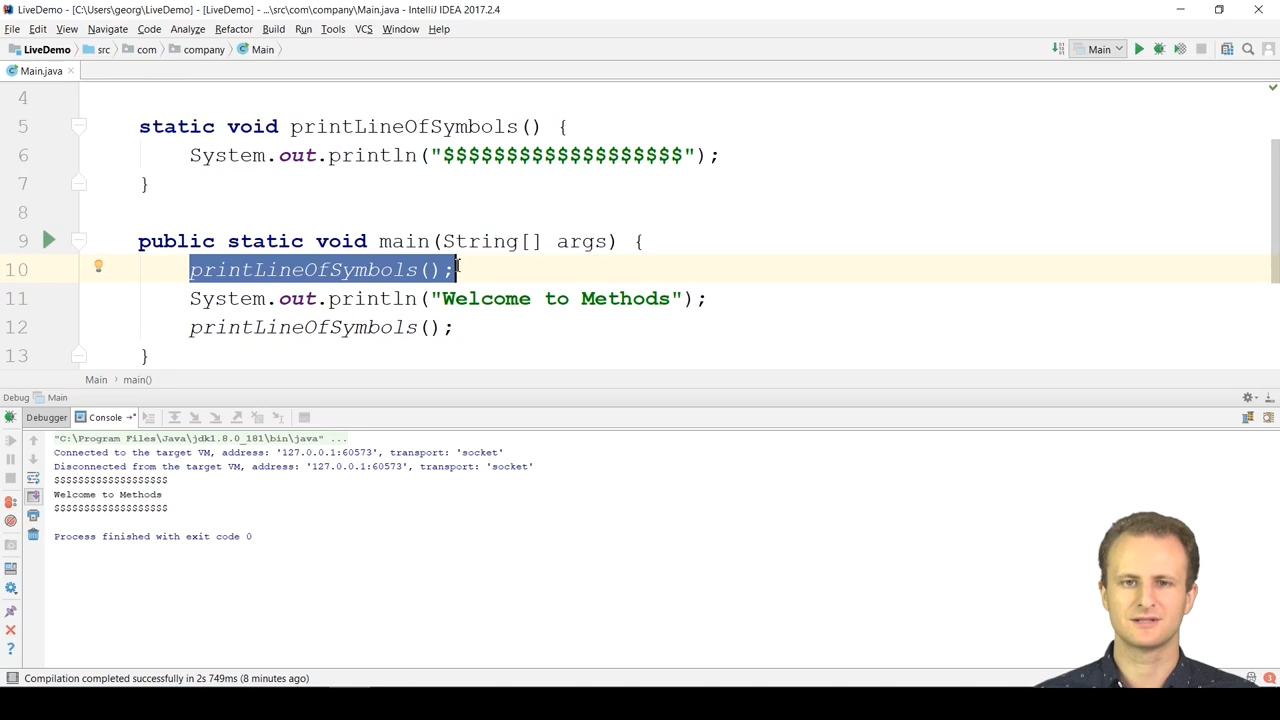 LiveDemo - [C:\Users\georg\LiveDemo] - [LiveDemo] - ...\src\com\company\Main.java - IntelliJ IDEA 2017.2.4
File Edit View Navigate Code Analyze Refactor Build Run Tools VCS Window Help
LiveDemo src com company Main Main
Main.java
4
5 static void printLineOfSymbols() {
6 System.out.println("$$$$$$$$$$$$$$$$$$$");
7 }
8
9 public static void main(String[] args) {
10 printLineOfSymbols();
11 System.out.println("Welcome to Methods");
12 printLineOfSymbols();
13 }
Main › main()
Debug Main
Debugger Console
"C:\Program Files\Java\jdk1.8.0_181\bin\java" ...
Connected to the target VM, address: '127.0.0.1:60573', transport: 'socket'
Disconnected from the target VM, address: '127.0.0.1:60573', transport: 'socket'
$$$$$$$$$$$$$$$$$$$
Welcome to Methods
$$$$$$$$$$$$$$$$$$$
Process finished with exit code 0
Compilation completed successfully in 2s 749ms (8 minutes ago)